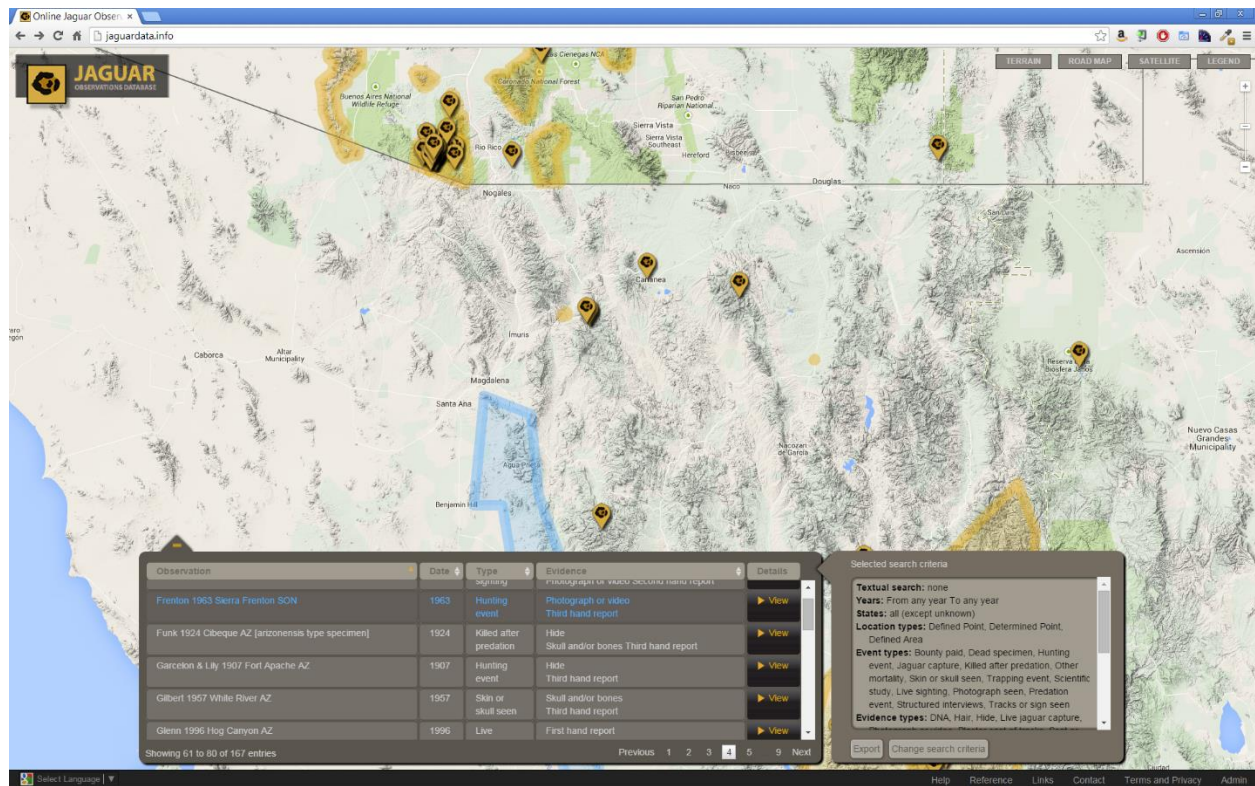 Online Jaguar Obser
jaguardata.info
JAGUAR
OBSERVATIONS DATABASE
TERRAIN
ROAD MAP
SATELLITE
LEGEND
Cienegas NCA
Coronado National Forest
Buenos Aires National
Wildlife Refuge
San Pedro
Riparian National
Sierra Vista
Sierra Vista
Southeast
Rio Rico
Hereford
Nogales
Naco
Douglas
Ascensión
Cananea
Imuris
Caborca
Altar
Municipality
Magdalena
Santa Ana
Reserva
Biosfera Janos
Nuevo Casas
Grandes
Municipality
Nacozari
de García
Benjamin Hill
Observation
Date
Type
Evidence
Details
sighting
Photograph or video Second hand report
Frenton 1963 Sierra Frenton SON
1963
Hunting
event
Photograph or video
Third hand report
View
Funk 1924 Cibeque AZ [arizonensis type specimen]
1924
Killed after
predation
Hide
Skull and/or bones Third hand report
View
Garcelon & Lily 1907 Fort Apache AZ
1907
Hunting
event
Hide
Third hand report
View
Gilbert 1957 White River AZ
1957
Skin or
skull seen
Skull and/or bones
Third hand report
View
Glenn 1996 Hog Canyon AZ
1996
Live
First hand report
View
Showing 61 to 80 of 167 entries
Previous 1 2 3 4 5 9 Next
Selected search criteria
Textual search: none
Years: From any year To any year
States: all (except unknown)
Location types: Defined Point, Determined Point,
Defined Area
Event types: Bounty paid, Dead specimen, Hunting
event, Jaguar capture, Killed after predation, Other
mortality, Skin or skull seen, Trapping event, Scientific
study, Live sighting, Photograph seen, Predation
event, Structured interviews, Tracks or sign seen
Evidence types: DNA, Hair, Hide, Live jaguar capture,
Export
Change search criteria
Select Language
Help
Reference
Links
Contact
Terms and Privacy
Admin